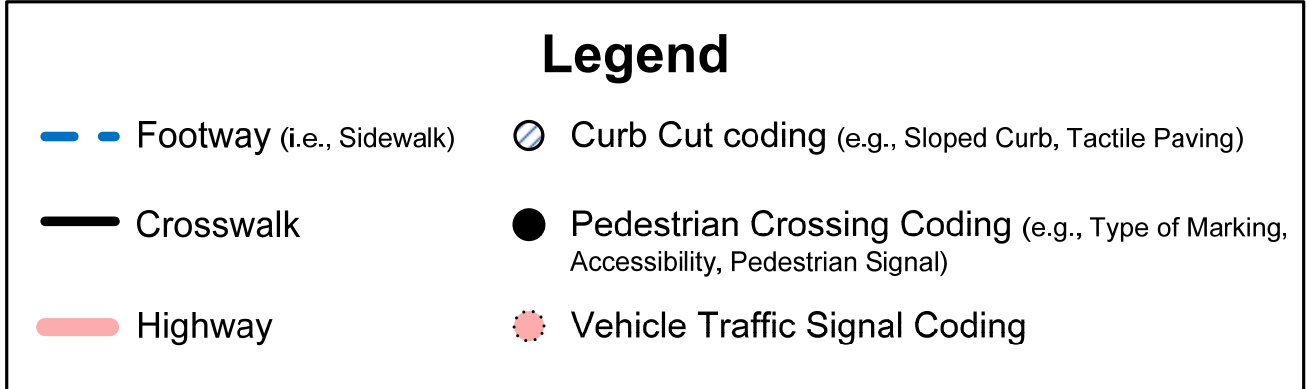 Legend
Footway (i.e., Sidewalk)
Curb Cut coding (e.g., Sloped Curb, Tactile Paving)
Crosswalk
Pedestrian Crossing Coding (e.g., Type of Marking,
Accessibility, Pedestrian Signal)
Highway
Vehicle Traffic Signal Coding